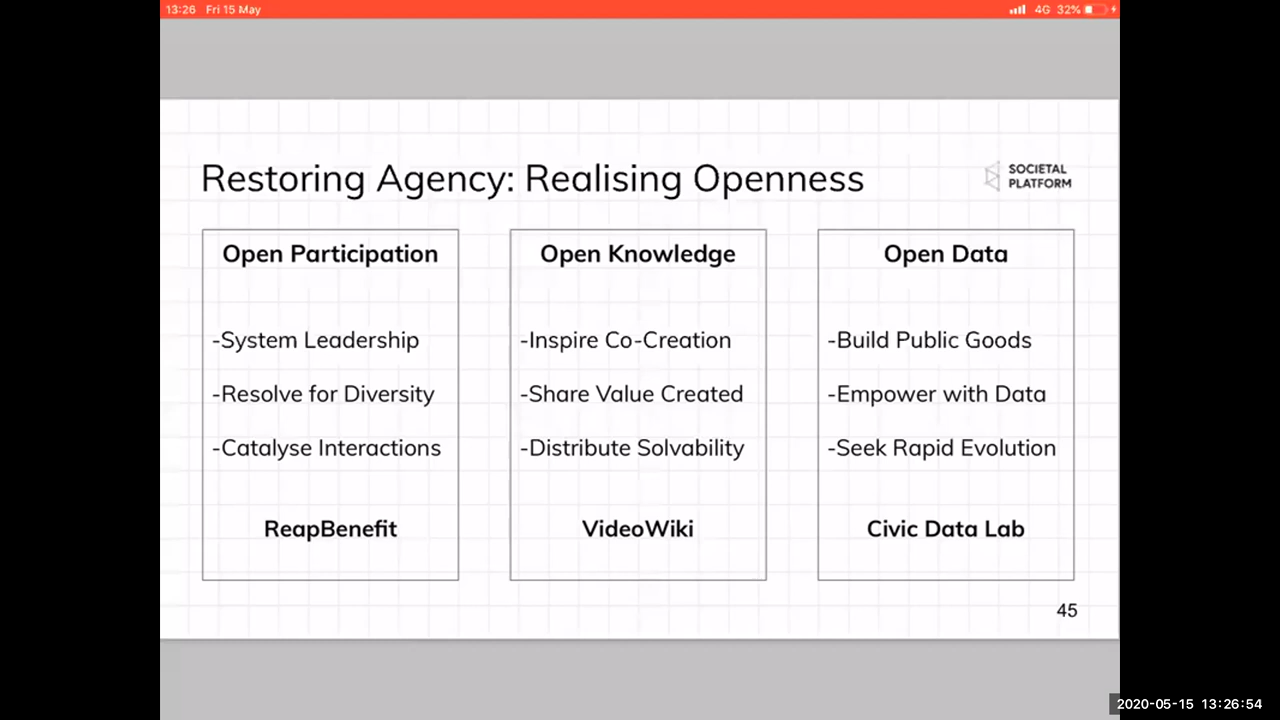 13:26 Fri 15 May 4G 32%
Restoring Agency: Realising Openness
SOCIETAL
PLATFORM
Open Participation
-System Leadership
-Resolve for Diversity
-Catalyse Interactions
ReapBenefit
Open Knowledge
-Inspire Co-Creation
-Share Value Created
-Distribute Solvability
VideoWiki
Open Data
-Build Public Goods
-Empower with Data
-Seek Rapid Evolution
Civic Data Lab
45
2020-05-15 13:26:54